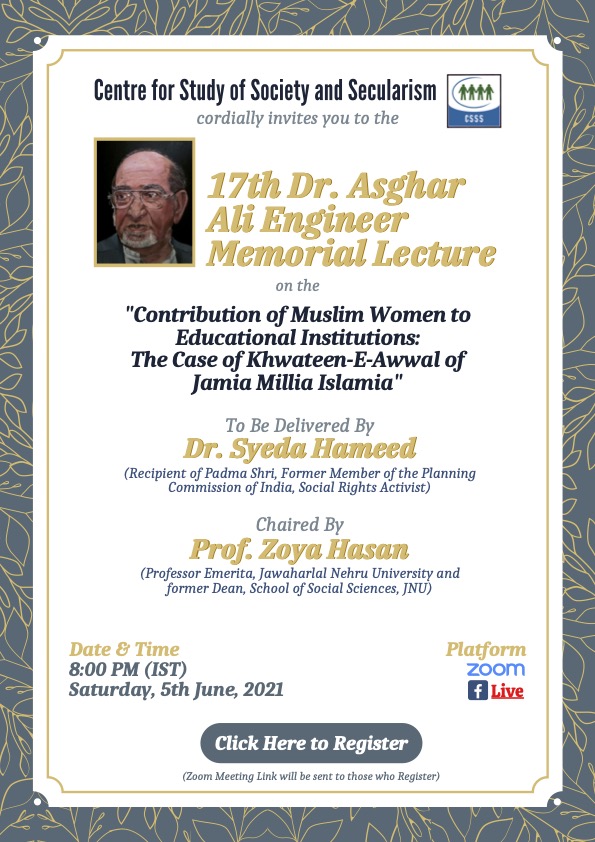 Centre for Study of Society and Secularism
CSSS
cordially invites you to the
17th Dr. Asghar
Ali Engineer
Memorial Lecture
on the
"Contribution of Muslim Women to
Educational Institutions:
The Case of Khwateen-E-Awwal of
Jamia Millia Islamia"
To Be Delivered By
Dr. Syeda Hameed
(Recipient of Padma Shri, Former Member of the Planning
Commission of India, Social Rights Activist)
Chaired By
Prof. Zoya Hasan
(Professor Emerita, Jawaharlal Nehru University and
former Dean, School of Social Sciences, JNU)
Date & Time
8:00 PM (IST)
Saturday, 5th June, 2021
Platform
zoom
f Live
Click Here to Register
(Zoom Meeting Link will be sent to those who Register)